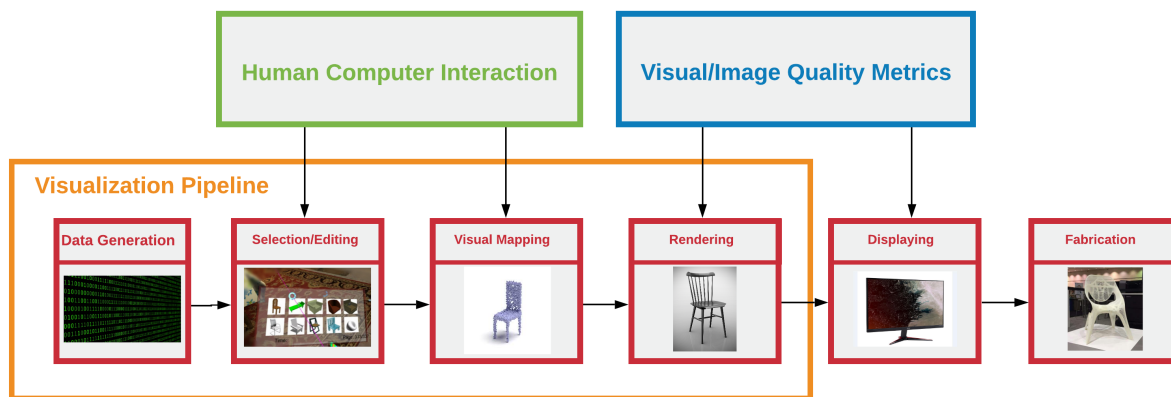 Human Computer Interaction
Visual/Image Quality Metrics
Visualization Pipeline
Data Generation
Selection/Editing
Visual Mapping
Rendering
Displaying
Fabrication